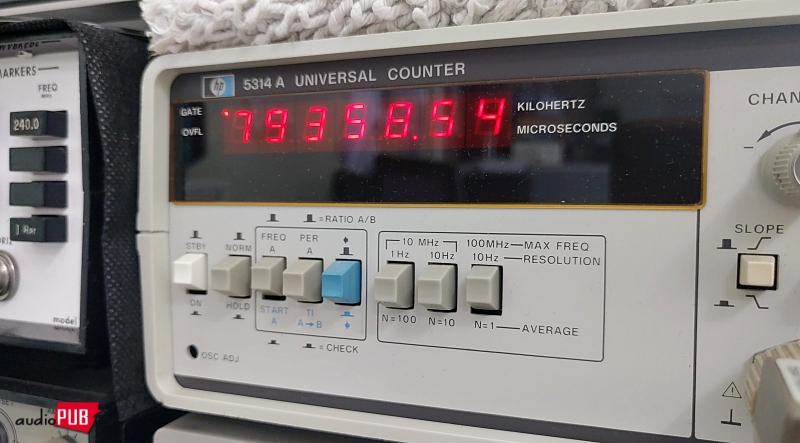 MARKERS
FREQ
240.0
model
hp
5314 A UNIVERSAL COUNTER
GATE
OVFL
79358.54
KILOHERTZ
MICROSECONDS
CHAN
= RATIO A/B
STBY
ON
NORM
HOLD
FREQ
A
START
A
PER
A
TI
A→B
= CHECK
10 MHz
1Hz
10Hz
100MHz — MAX FREQ
10Hz — RESOLUTION
N=100
N=10
N=1 — AVERAGE
SLOPE
OSC ADJ
audioPUB